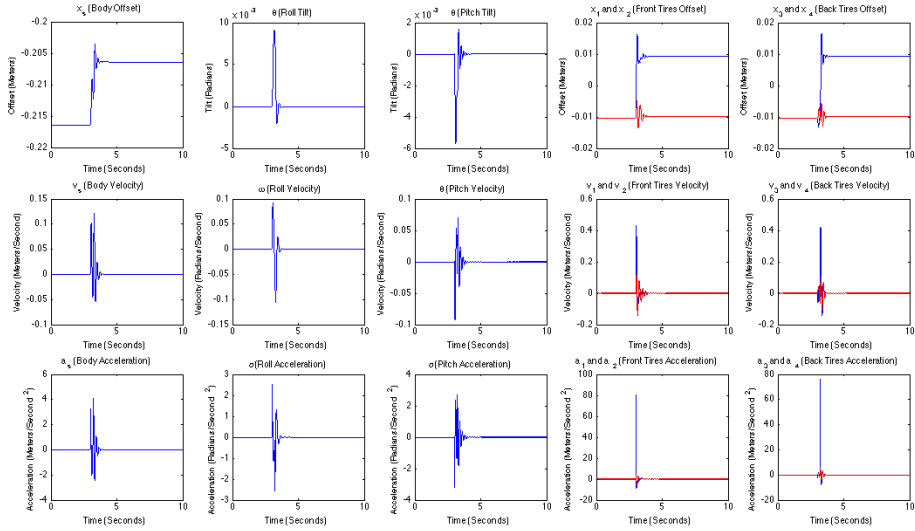 x_s (Body Offset)
Offset (Meters)
-0.2
-0.205
-0.21
-0.215
-0.22
0 5 10
Time (Seconds)
x 10^-3
θ (Roll Tilt)
Tilt (Radians)
10
5
0
-5
0 5 10
Time (Seconds)
x 10^-3
θ (Pitch Tilt)
Tilt (Radians)
2
0
-2
-4
-6
0 5 10
Time (Seconds)
x_1 and x_2 (Front Tires Offset)
Offset (Meters)
0.02
0.01
0
-0.01
-0.02
0 5 10
Time (Seconds)
x_3 and x_4 (Back Tires Offset)
Offset (Meters)
0.02
0.01
0
-0.01
-0.02
0 5 10
Time (Seconds)
v_s (Body Velocity)
Velocity (Meters/Second)
0.15
0.1
0.05
0
-0.05
-0.1
0 5 10
Time (Seconds)
ω (Roll Velocity)
Velocity (Radians/Second)
0.1
0.05
0
-0.05
-0.1
-0.15
0 5 10
Time (Seconds)
θ (Pitch Velocity)
Velocity (Radians/Second)
0.1
0.05
0
-0.05
-0.1
0 5 10
Time (Seconds)
v_1 and v_2 (Front Tires Velocity)
Velocity (Meters/Second)
0.6
0.4
0.2
0
-0.2
0 5 10
Time (Seconds)
v_3 and v_4 (Back Tires Velocity)
Velocity (Meters/Second)
0.6
0.4
0.2
0
-0.2
0 5 10
Time (Seconds)
a_s (Body Acceleration)
Acceleration (Meters/Second^2)
6
4
2
0
-2
-4
0 5 10
Time (Seconds)
σ (Roll Acceleration)
Acceleration (Radians/Second^2)
3
2
1
0
-1
-2
-3
0 5 10
Time (Seconds)
σ (Pitch Acceleration)
Acceleration (Radians/Second^2)
4
2
0
-2
-4
0 5 10
Time (Seconds)
a_1 and a_2 (Front Tires Acceleration)
Acceleration (Meters/Second^2)
100
80
60
40
20
0
-20
0 5 10
Time (Seconds)
a_3 and a_4 (Back Tires Acceleration)
Acceleration (Meters/Second^2)
80
60
40
20
0
-20
0 5 10
Time (Seconds)